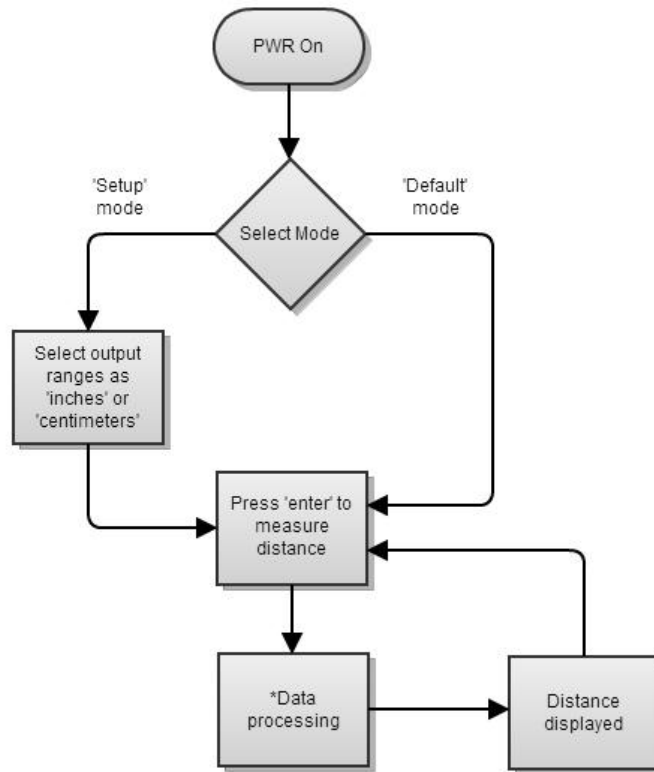 PWR On
'Setup'
mode
'Default'
mode
Select Mode
Select output
ranges as
'inches' or
'centimeters'
Press 'enter' to
measure
distance
*Data
processing
Distance
displayed